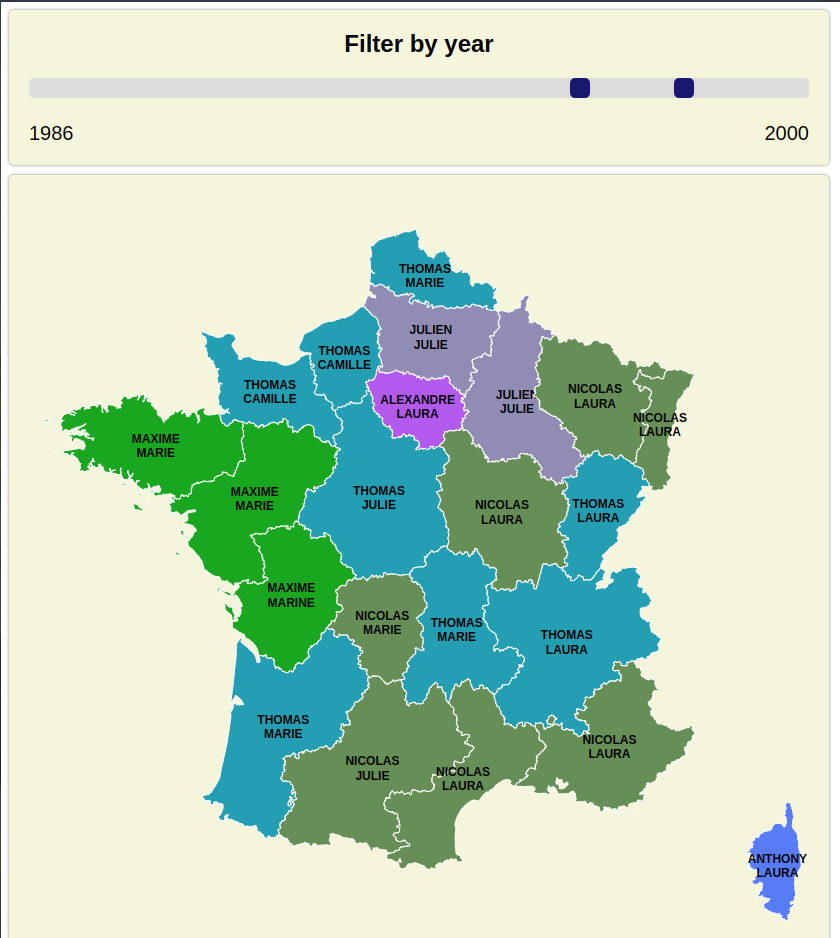 Filter by year
1986
2000
THOMAS
MARIE
JULIEN
JULIE
THOMAS
CAMILLE
THOMAS
CAMILLE
ALEXANDRE
LAURA
JULIEN
JULIE
NICOLAS
LAURA
NICOLAS
LAURA
MAXIME
MARIE
MAXIME
MARIE
THOMAS
JULIE
NICOLAS
LAURA
THOMAS
LAURA
MAXIME
MARINE
NICOLAS
MARIE
THOMAS
MARIE
THOMAS
LAURA
THOMAS
MARIE
NICOLAS
JULIE
NICOLAS
LAURA
NICOLAS
LAURA
ANTHONY
LAURA